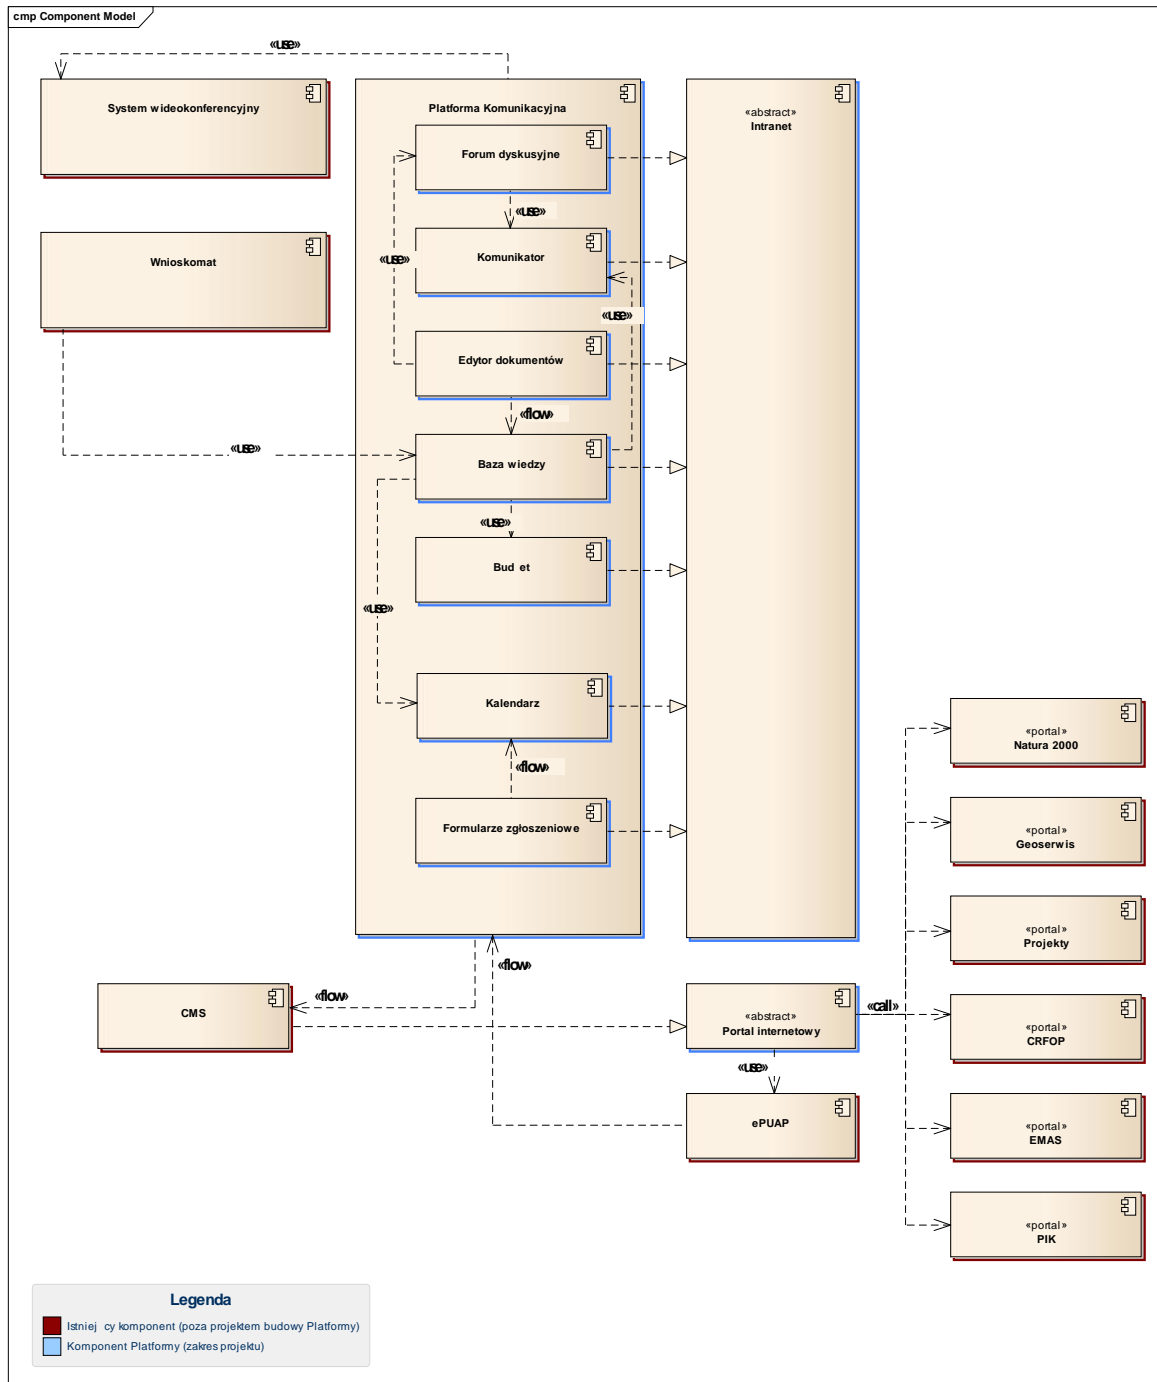 cmp Component Model
«use»
System wideokonferencyjny
Platforma Komunikacyjna
«abstract»
Intranet
Forum dyskusyjne
«use»
Wnioskomat
Komunikator
«use»
«use»
Edytor dokumentów
«flow»
«use»
Baza wiedzy
«use»
Bud et
«use»
Kalendarz
«flow»
Formularze zgłoszeniowe
«portal»
Natura 2000
«portal»
Geoserwis
«portal»
Projekty
«flow»
«flow»
CMS
«abstract»
Portal internetowy
«call»
«portal»
CRFOP
«use»
ePUAP
«portal»
EMAS
«portal»
PIK
Legenda
Istniej cy komponent (poza projektem budowy Platformy)
Komponent Platformy (zakres projektu)